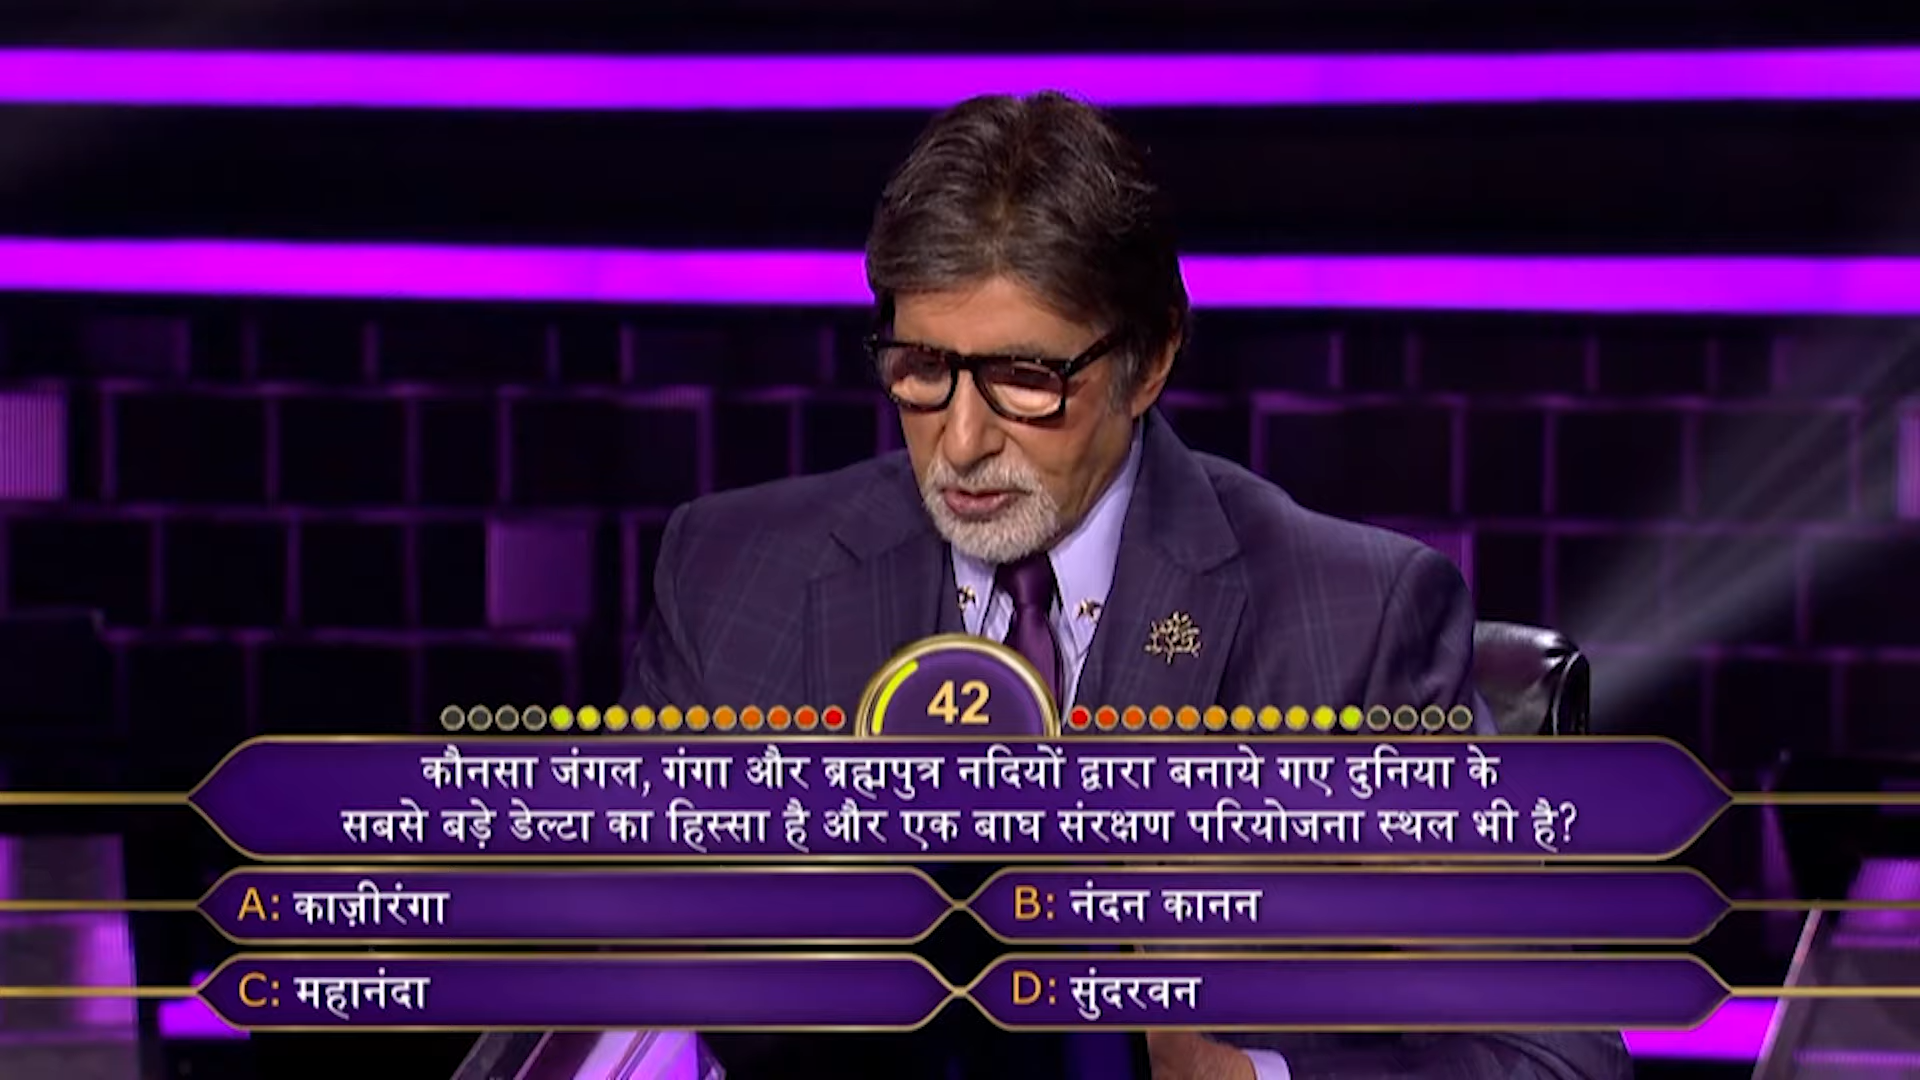 42
कौनसा जंगल, गंगा और ब्रह्मपुत्र नदियों द्वारा बनाये गए दुनिया के
सबसे बड़े डेल्टा का हिस्सा है और एक बाघ संरक्षण परियोजना स्थल भी है?
A: काज़ीरंगा
B: नंदन कानन
C: महानंदा
D: सुंदरवन